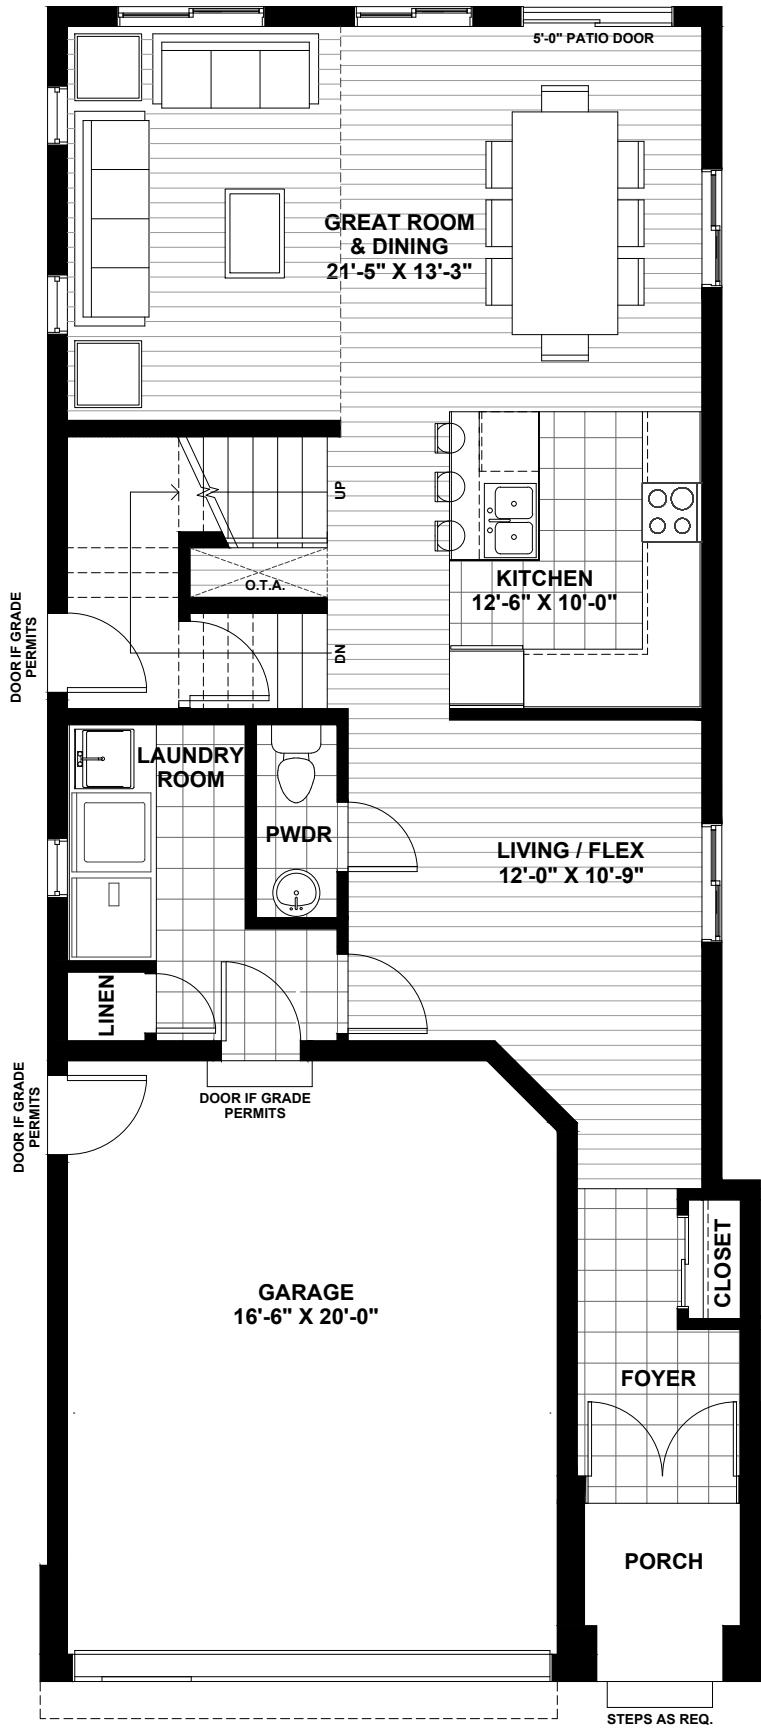 5'-0" PATIO DOOR
GREAT ROOM
& DINING
21'-5" X 13'-3"
UP
O.T.A.
KITCHEN
12'-6" X 10'-0"
DOOR IF GRADE
PERMITS
DN
LAUNDRY
ROOM
PWDR
LIVING / FLEX
12'-0" X 10'-9"
LINEN
DOOR IF GRADE
PERMITS
DOOR IF GRADE
PERMITS
CLOSET
GARAGE
16'-6" X 20'-0"
FOYER
PORCH
STEPS AS REQ.